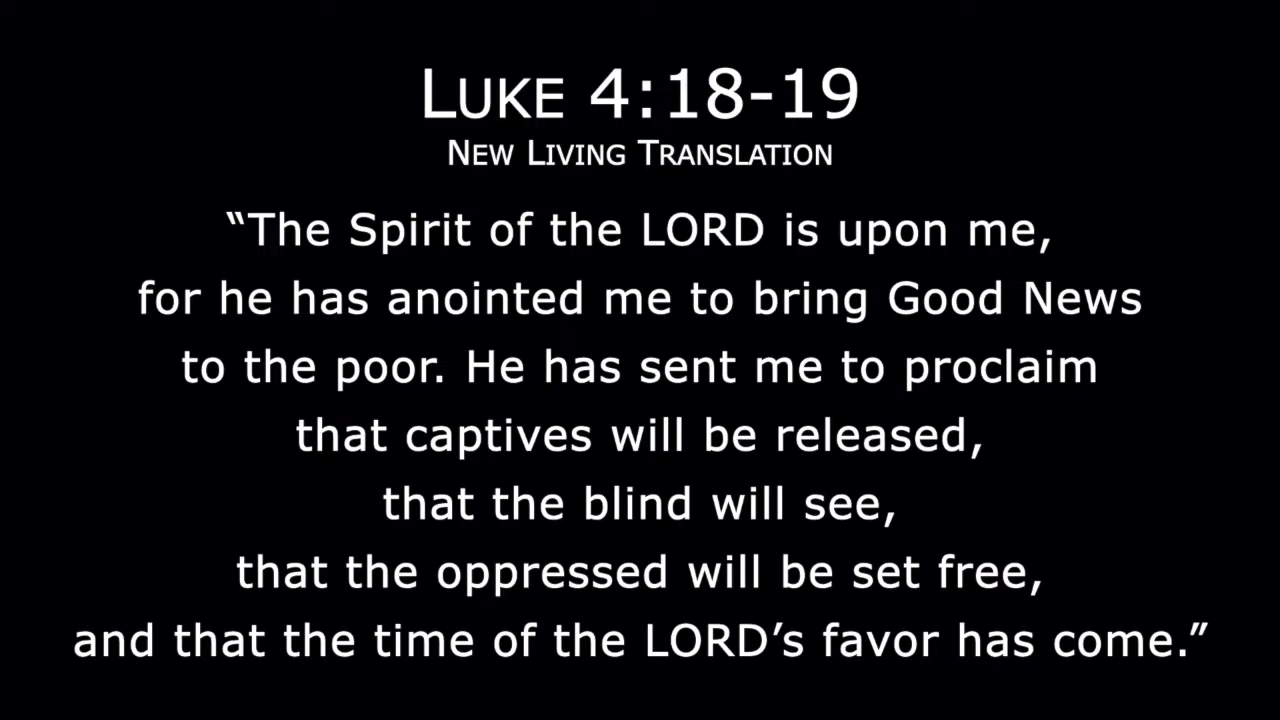 Luke 4:18-19
New Living Translation
“The Spirit of the LORD is upon me,
for he has anointed me to bring Good News
to the poor. He has sent me to proclaim
that captives will be released,
that the blind will see,
that the oppressed will be set free,
and that the time of the LORD’s favor has come.”